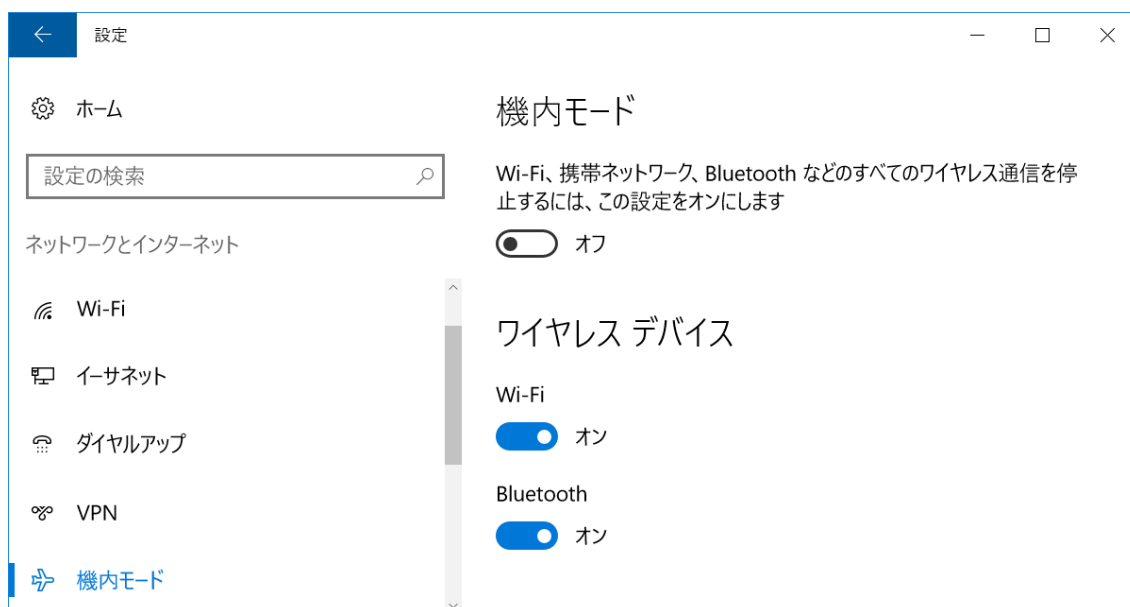 設定
ホーム
設定の検索
ネットワークとインターネット
Wi-Fi
イーサネット
ダイヤルアップ
VPN
機内モード
機内モード
Wi-Fi、携帯ネットワーク、Bluetooth などのすべてのワイヤレス通信を停
止するには、この設定をオンにします
オフ
ワイヤレス デバイス
Wi-Fi
オン
Bluetooth
オン